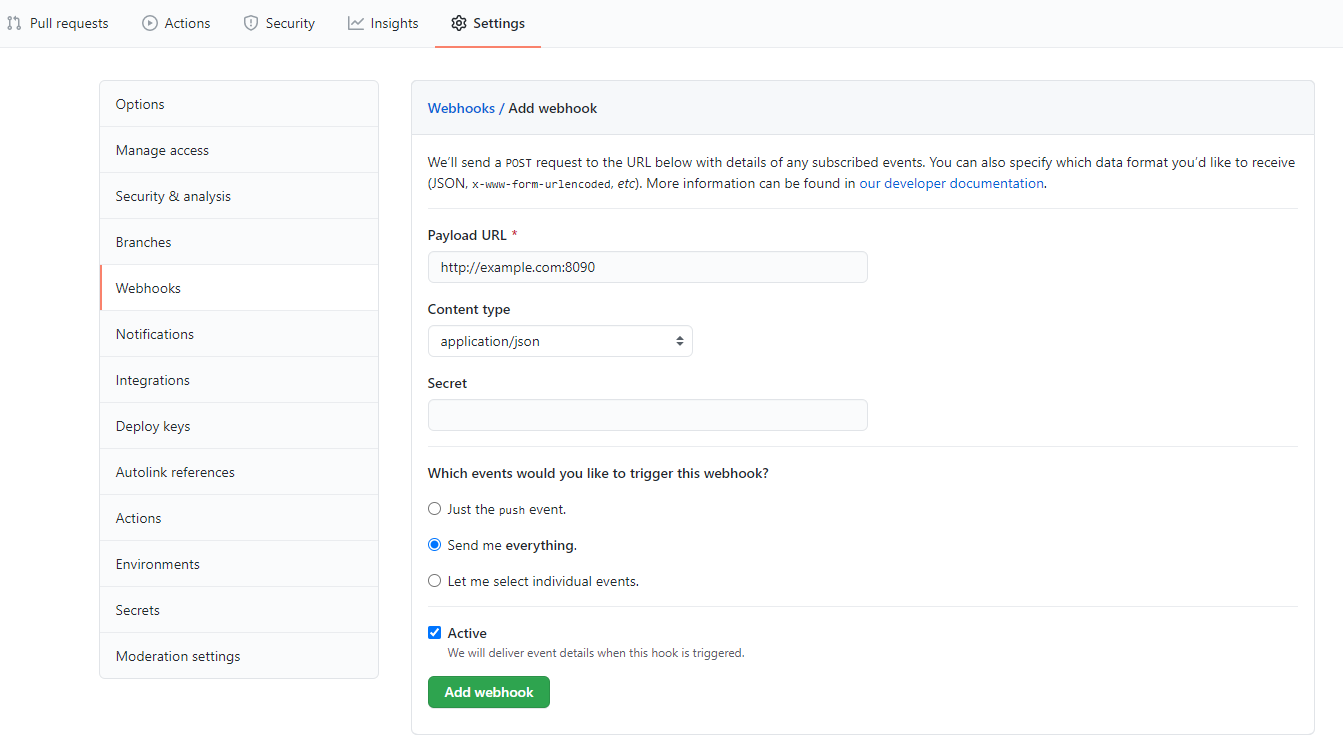 Pull requests
Actions
Security
Insights
Settings
Options
Manage access
Security & analysis
Branches
Webhooks
Notifications
Integrations
Deploy keys
Autolink references
Actions
Environments
Secrets
Moderation settings
Webhooks / Add webhook
We’ll send a POST request to the URL below with details of any subscribed events. You can also specify which data format you’d like to receive
(JSON, x-www-form-urlencoded, etc). More information can be found in our developer documentation.
Payload URL *
http://example.com:8090
Content type
application/json
Secret
Which events would you like to trigger this webhook?
Just the push event.
Send me everything.
Let me select individual events.
Active
We will deliver event details when this hook is triggered.
Add webhook